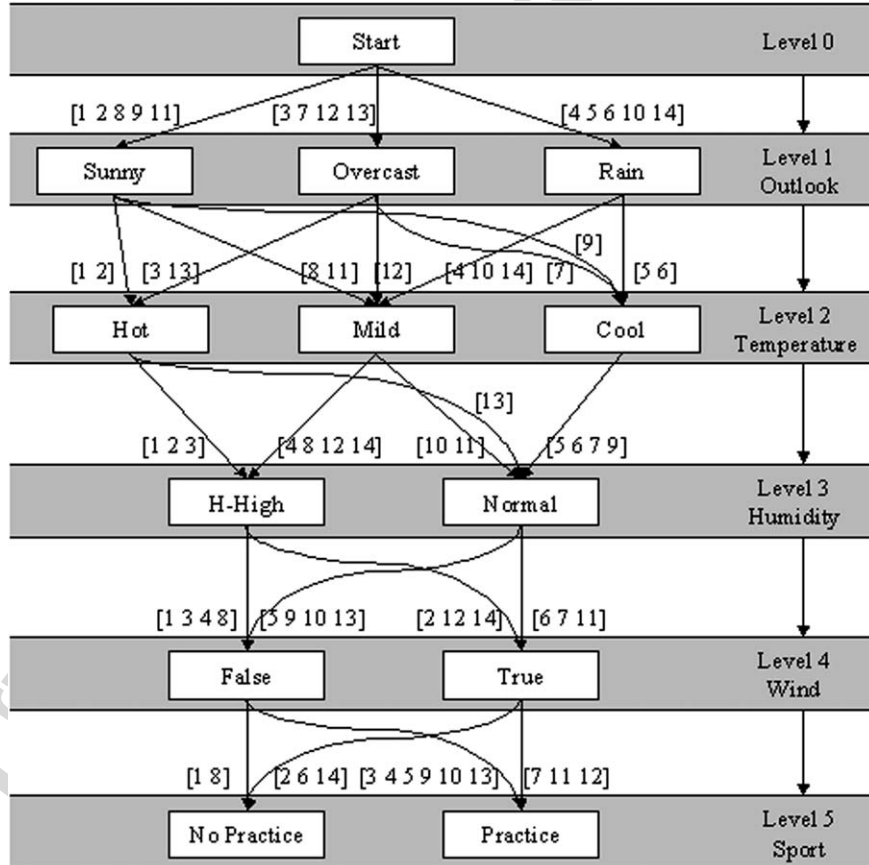 Start
Level 0
[1 2 8 9 11]
[3 7 12 13]
[4 5 6 10 14]
Sunny
Overcast
Rain
Level 1
Outlook
[9]
[1 2]
[3 13]
[8 11]
[12]
[4 10 14]
[7]
[5 6]
Hot
Mild
Cool
Level 2
Temperature
[13]
[1 2 3]
[4 8 12 14]
[10 11]
[5 6 7 9]
H-High
Normal
Level 3
Humidity
[1 3 4 8]
[5 9 10 13]
[2 12 14]
[6 7 11]
False
True
Level 4
Wind
[1 8]
[2 6 14]
[3 4 5 9 10 13]
[7 11 12]
No Practice
Practice
Level 5
Sport